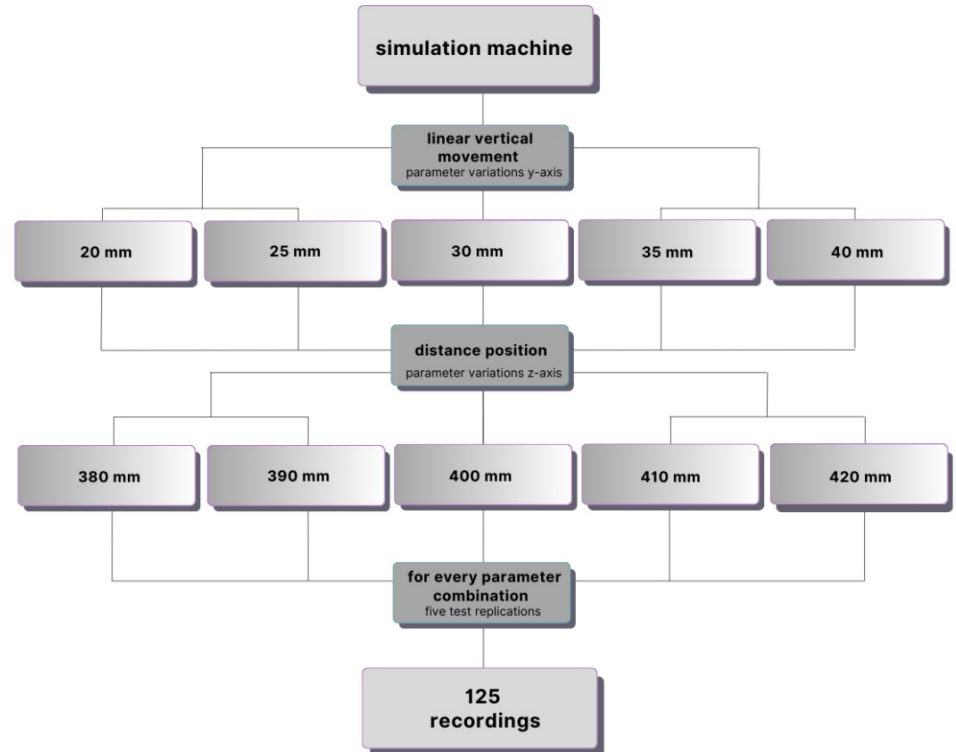 simulation machine
linear vertical
movement
parameter variations y-axis
20 mm
25 mm
30 mm
35 mm
40 mm
distance position
parameter variations z-axis
380 mm
390 mm
400 mm
410 mm
420 mm
for every parameter
combination
five test replications
125
recordings